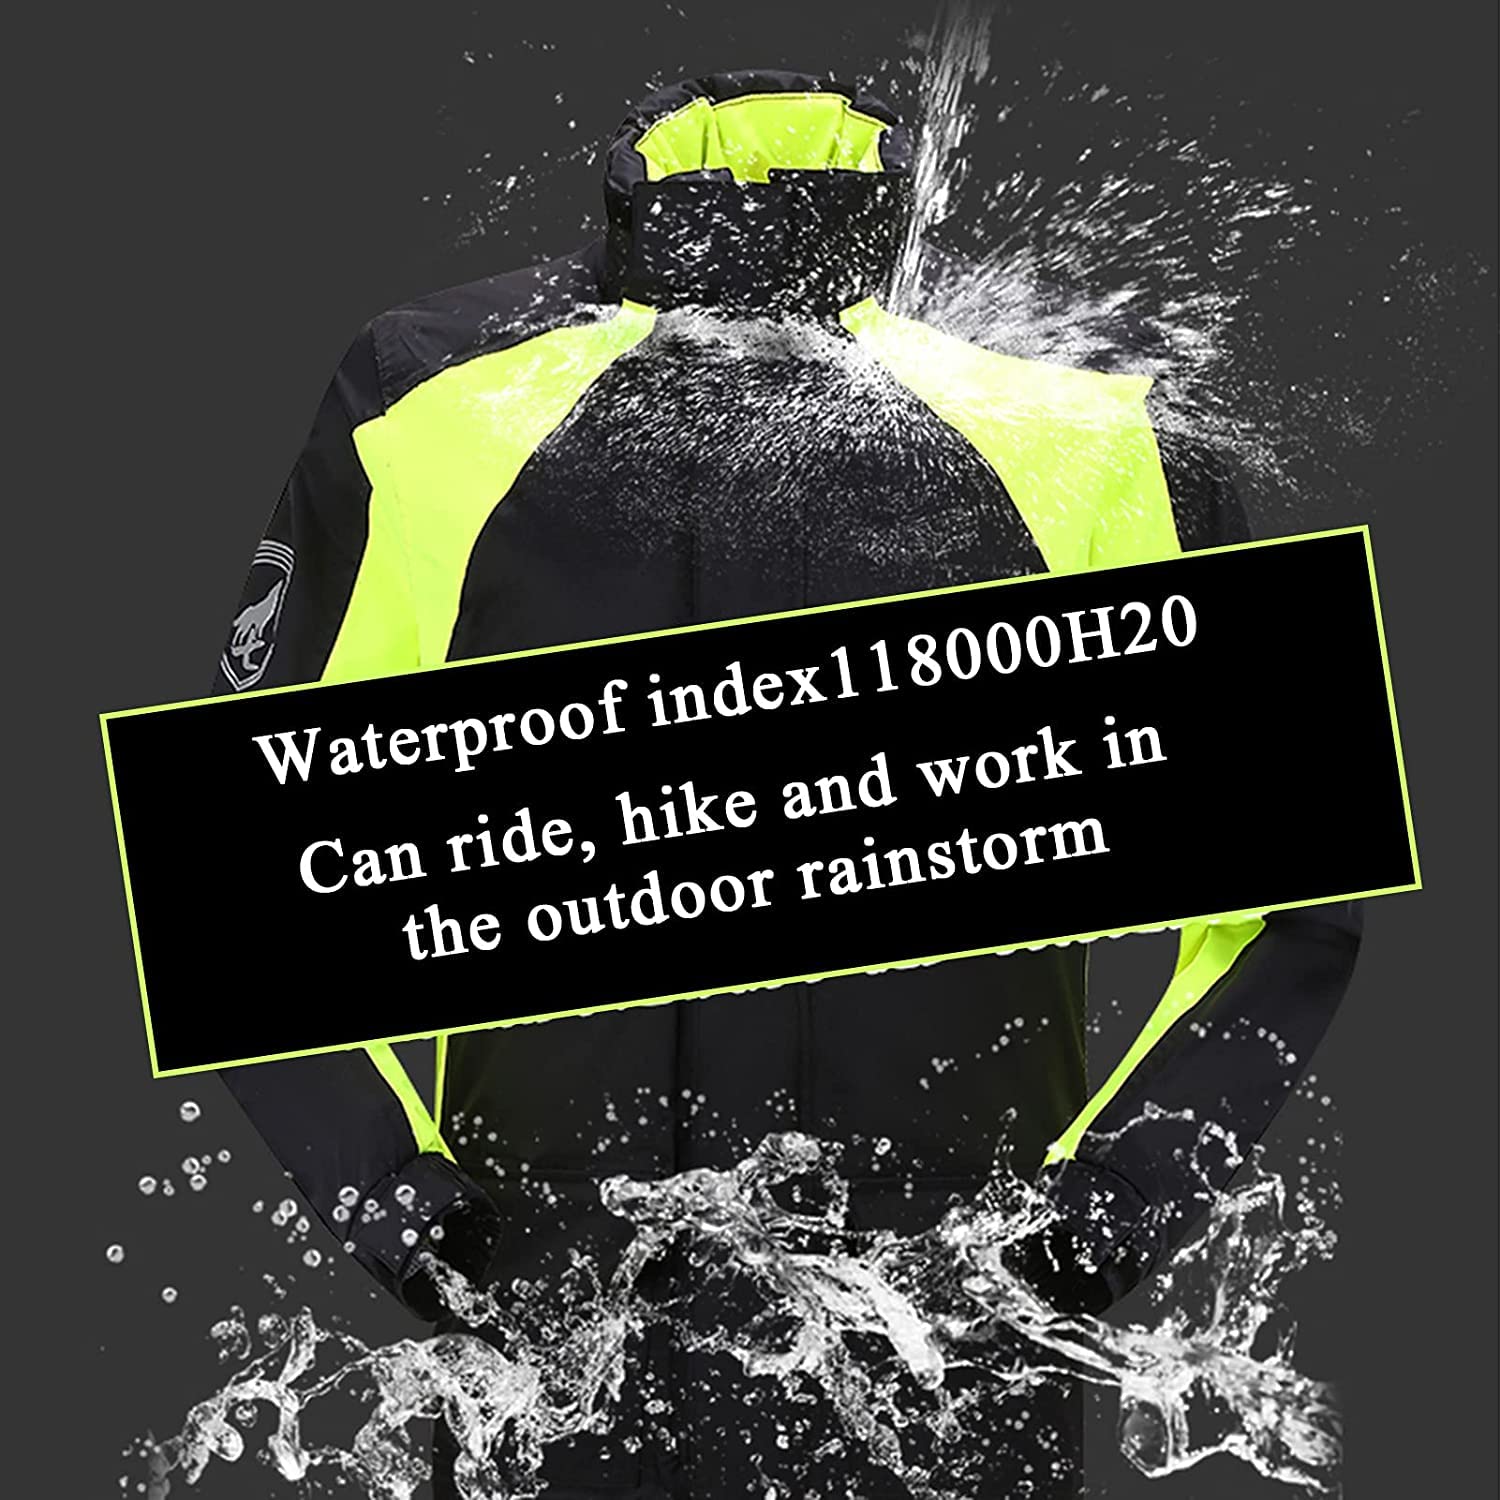 Waterproof index118000H20
Can ride, hike and work in
the outdoor rainstorm